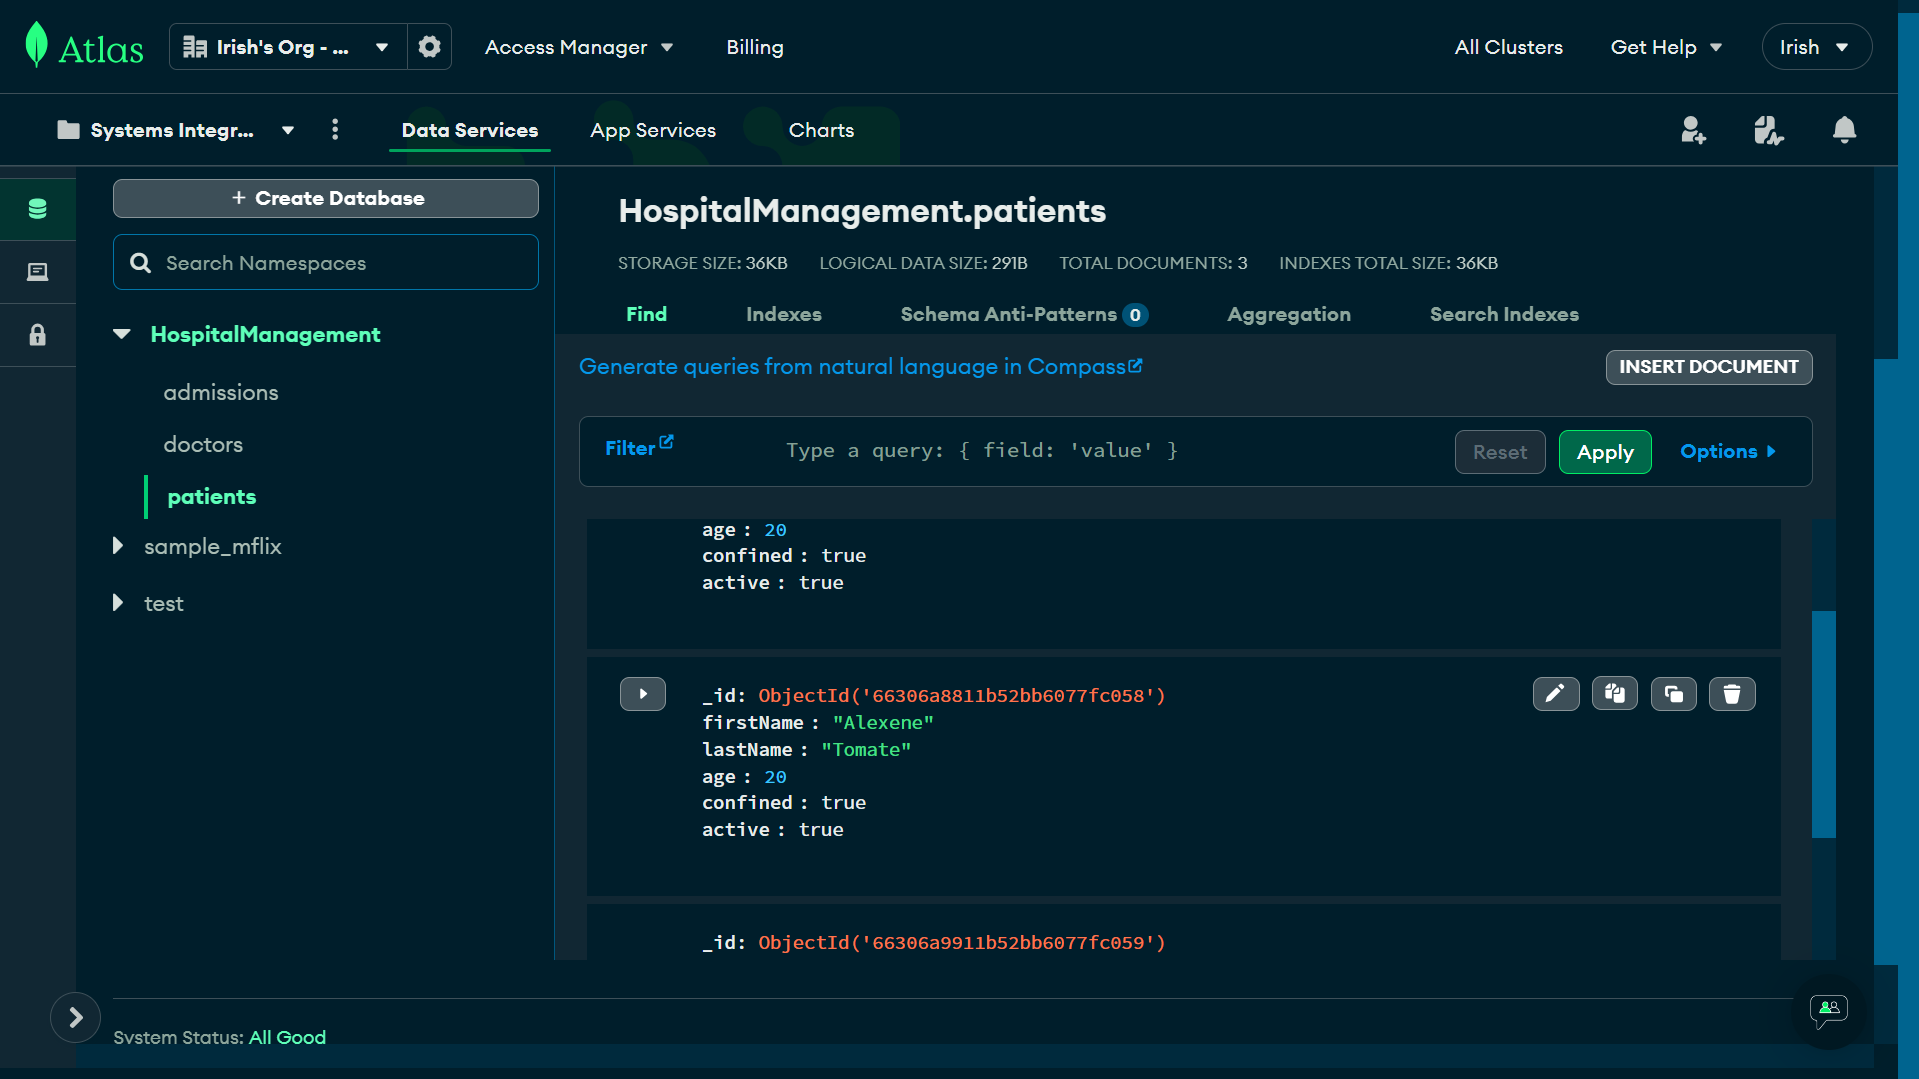 Atlas
Irish's Org - ...
Access Manager
Billing
All Clusters
Get Help
Irish
Systems Integr...
Data Services
App Services
Charts
+ Create Database
Search Namespaces
HospitalManagement
admissions
doctors
patients
sample_mflix
test
HospitalManagement.patients
STORAGE SIZE: 36KB LOGICAL DATA SIZE: 291B TOTAL DOCUMENTS: 3 INDEXES TOTAL SIZE: 36KB
Find
Indexes
Schema Anti-Patterns 0
Aggregation
Search Indexes
Generate queries from natural language in Compass
INSERT DOCUMENT
Filter
Type a query: { field: 'value' }
Reset
Apply
Options
age : 20
confined : true
active : true
_id: ObjectId('66306a8811b52bb6077fc058')
firstName : "Alexene"
lastName : "Tomate"
age : 20
confined : true
active : true
_id: ObjectId('66306a9911b52bb6077fc059')
System Status: All Good